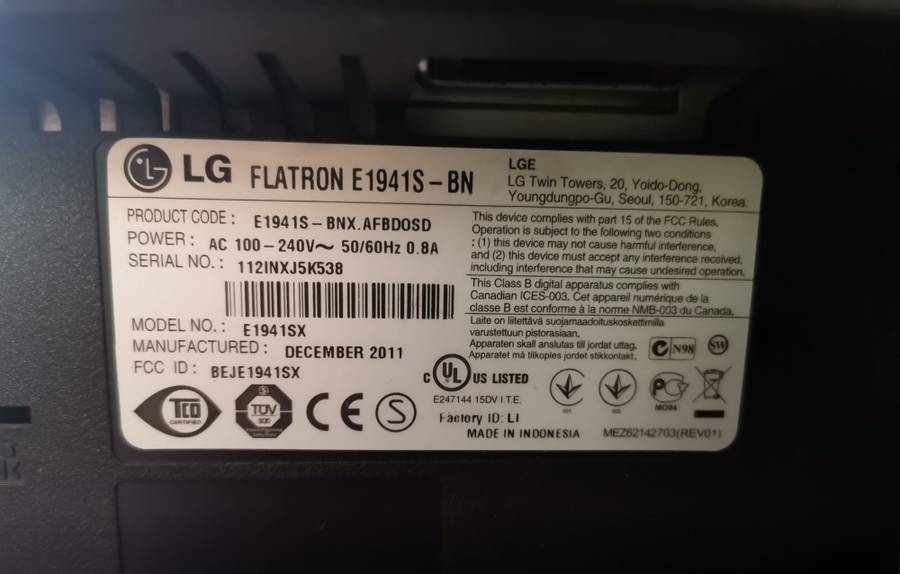 LG FLATRON E1941S-BN
LGE
LG Twin Towers, 20, Yoido-Dong,
Youngdungpo-Gu, Seoul, 150-721, Korea.
PRODUCT CODE : E1941S-BNX.AFBDOSD
POWER : AC 100-240V~ 50/60Hz 0.8A
SERIAL NO. : 112INXJ5K538
MODEL NO. : E1941SX
MANUFACTURED : DECEMBER 2011
FCC ID : BEJE1941SX
This device complies with part 15 of the FCC Rules.
Operation is subject to the following two conditions
: (1) this device may not cause harmful interference,
and (2) this device must accept any interference received,
including interference that may cause undesired operation.
This Class B digital apparatus complies with
Canadian ICES-003. Cet appareil numérique de la
classe B est conforme à la norme NMB-003 du Canada.
Laite on liitettävä suojamaadoituskoskettimilla
varustettuun pistorasiaan.
Apparaten skall anslutas till jordat uttag.
Apparatet må tilkoples jordet stikkontakt.
N98
SW
C UL US LISTED
E247144 15DV I.T.E.
Factory ID: LI
MADE IN INDONESIA
TCO
CERTIFIED
TÜV
CE
S
PC
MO04
MEZ62142703(REV01)